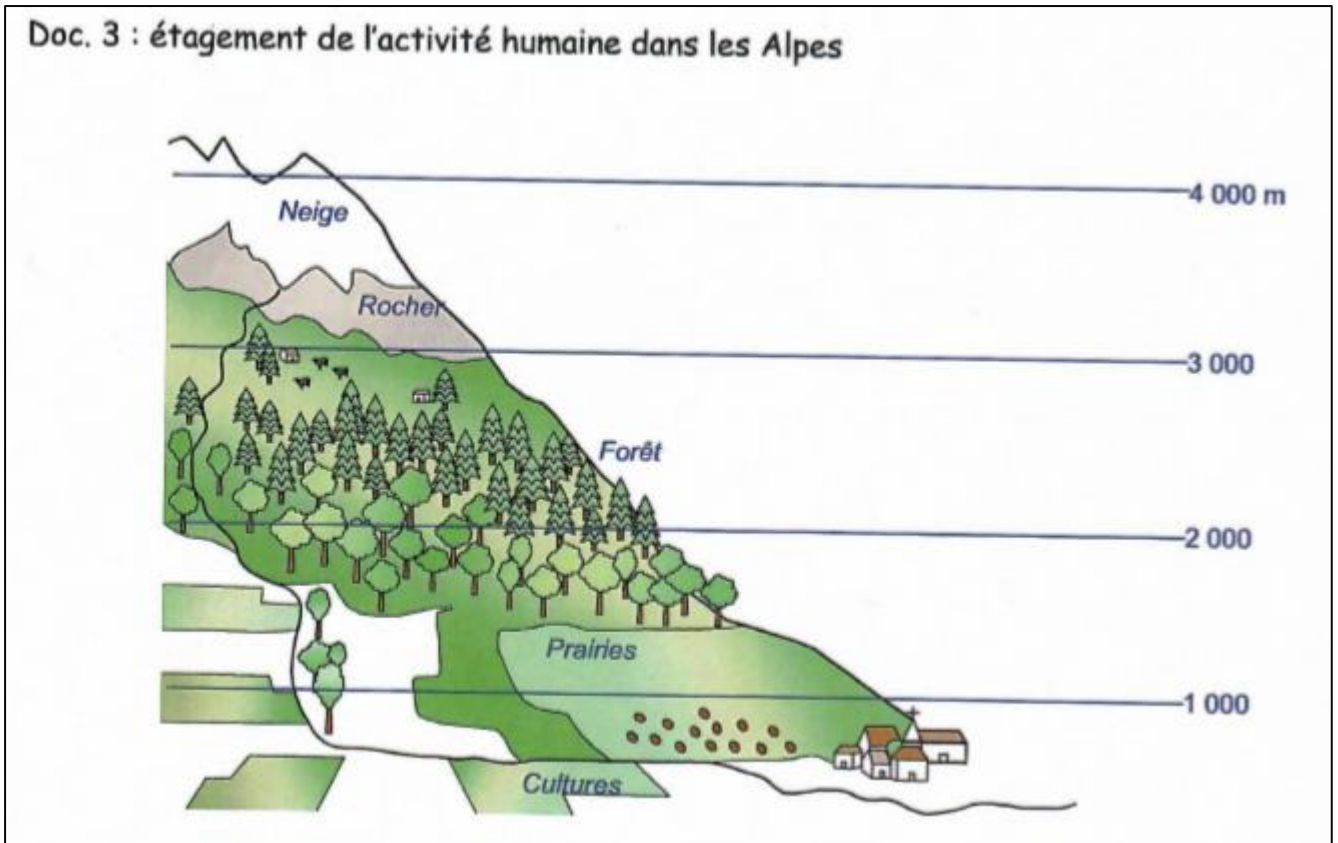 Doc. 3 : étagement de l'activité humaine dans les Alpes
4 000 m
Neige
Rocher
3 000
Forêt
2 000
Prairies
1 000
Cultures